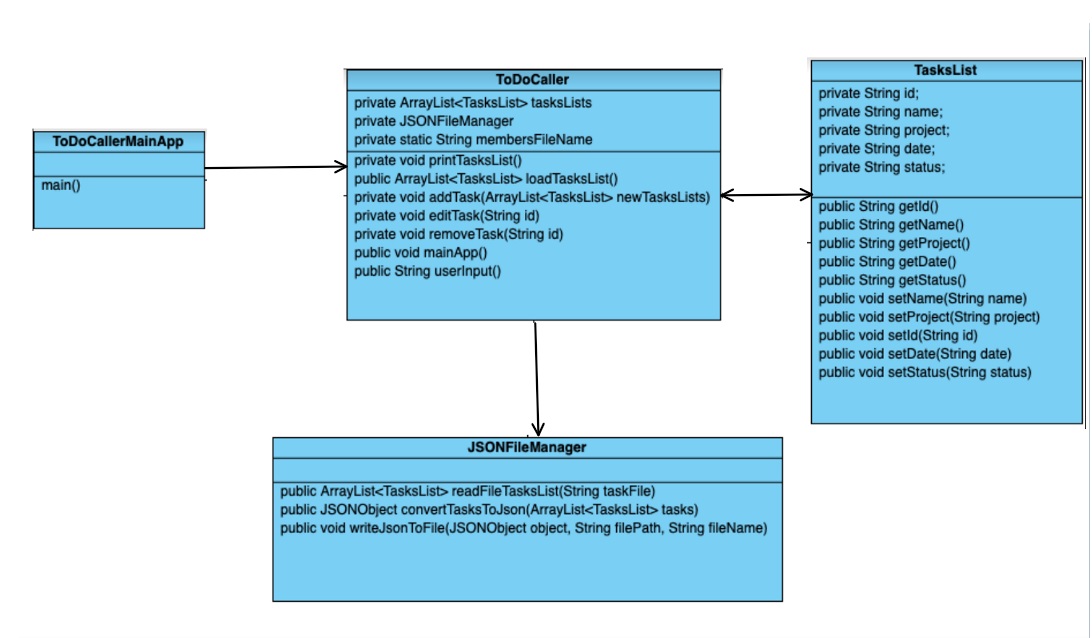 ToDoCallerMainApp
main()
ToDoCaller
private ArrayList<TasksList> tasksLists
private JSONFileManager
private static String membersFileName
private void printTasksList()
public ArrayList<TasksList> loadTasksList()
private void addTask(ArrayList<TasksList> newTasksLists)
private void editTask(String id)
private void removeTask(String id)
public void mainApp()
public String userInput()
TasksList
private String id;
private String name;
private String project;
private String date;
private String status;
public String getId()
public String getName()
public String getProject()
public String getDate()
public String getStatus()
public void setName(String name)
public void setProject(String project)
public void setId(String id)
public void setDate(String date)
public void setStatus(String status)
JSONFileManager
public ArrayList<TasksList> readFileTasksList(String taskFile)
public JSONObject convertTasksToJson(ArrayList<TasksList> tasks)
public void writeJsonToFile(JSONObject object, String filePath, String fileName)